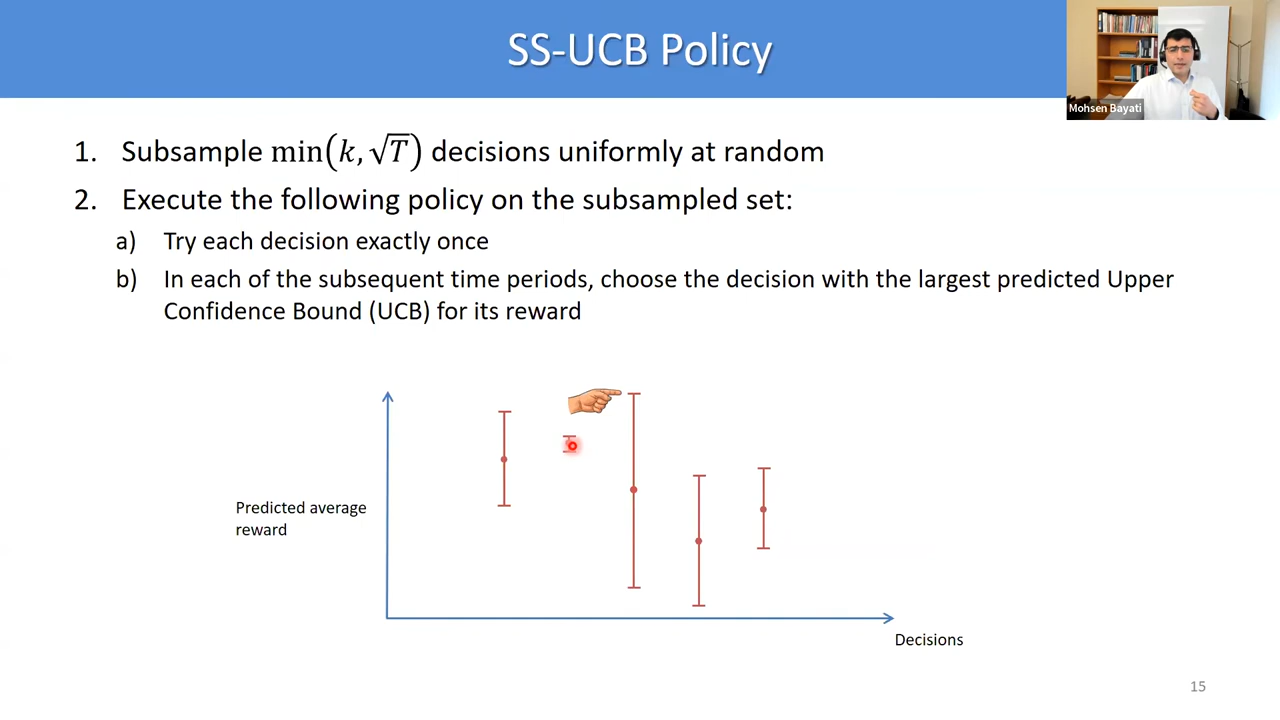 SS-UCB Policy
Mohsen Bayati
1. Subsample min(k, √T) decisions uniformly at random
2. Execute the following policy on the subsampled set:
a) Try each decision exactly once
b) In each of the subsequent time periods, choose the decision with the largest predicted Upper
Confidence Bound (UCB) for its reward
Predicted average
reward
Decisions
15